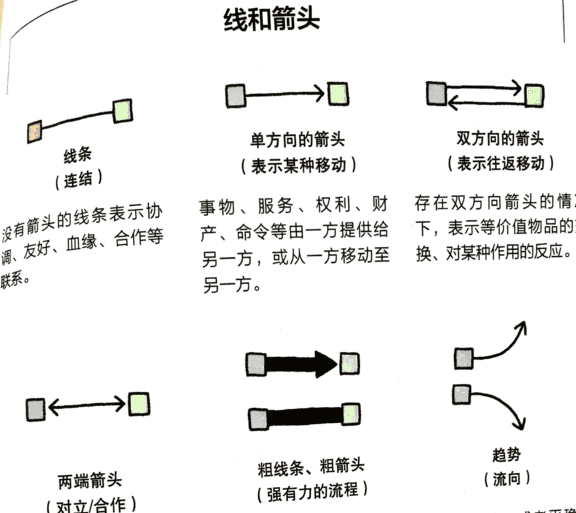 线和箭头
线条
（连结）
没有箭头的线条表示协
调、友好、血缘、合作等
联系。
单方向的箭头
（表示某种移动）
事物、服务、权利、财
产、命令等由一方提供给
另一方，或从一方移动至
另一方。
双方向的箭头
（表示往返移动）
存在双方向箭头的情
下，表示等价值物品的
换、对某种作用的反应。
两端箭头
（对立/合作）
粗线条、粗箭头
（强有力的流程）
趋势
（流向）